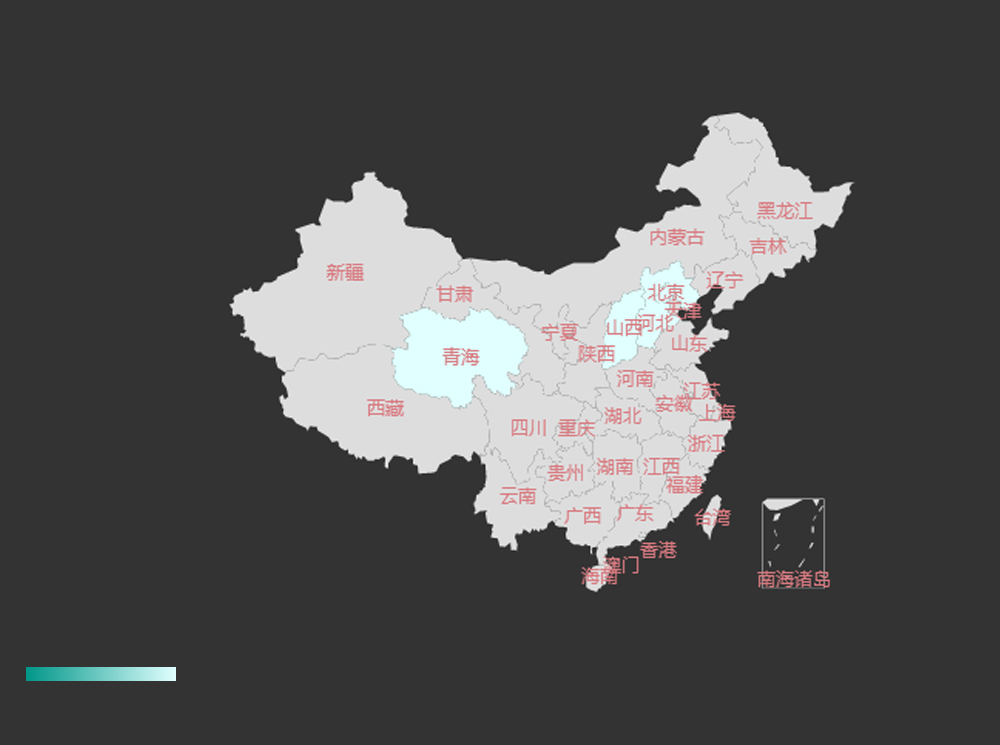 黑龙江
内蒙古
吉林
新疆
辽宁
甘肃
北京
天津
山西
河北
宁夏
山东
陕西
青海
河南
江苏
安徽
西藏
上海
湖北
四川
重庆
浙江
湖南
江西
贵州
福建
云南
广西
广东
台湾
香港
澳门
海南
南海诸岛